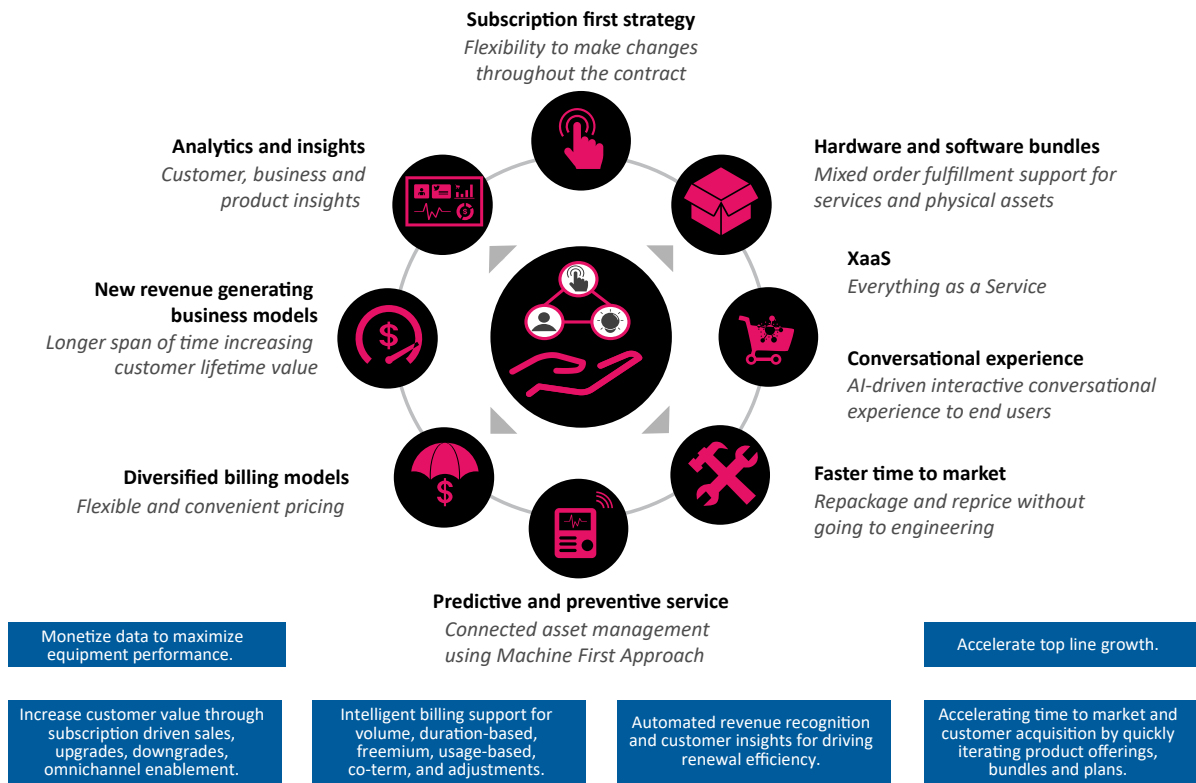 Subscription first strategy
Flexibility to make changes
throughout the contract
Analytics and insights
Customer, business and
product insights
Hardware and software bundles
Mixed order fulfillment support for
services and physical assets
XaaS
Everything as a Service
New revenue generating
business models
Longer span of time increasing
customer lifetime value
Conversational experience
AI-driven interactive conversational
experience to end users
Diversified billing models
Flexible and convenient pricing
Faster time to market
Repackage and reprice without
going to engineering
Predictive and preventive service
Connected asset management
using Machine First Approach
Monetize data to maximize
equipment performance.
Accelerate top line growth.
Increase customer value through
subscription driven sales,
upgrades, downgrades,
omnichannel enablement.
Intelligent billing support for
volume, duration-based,
freemium, usage-based,
co-term, and adjustments.
Automated revenue recognition
and customer insights for driving
renewal efficiency.
Accelerating time to market and
customer acquisition by quickly
iterating product offerings,
bundles and plans.